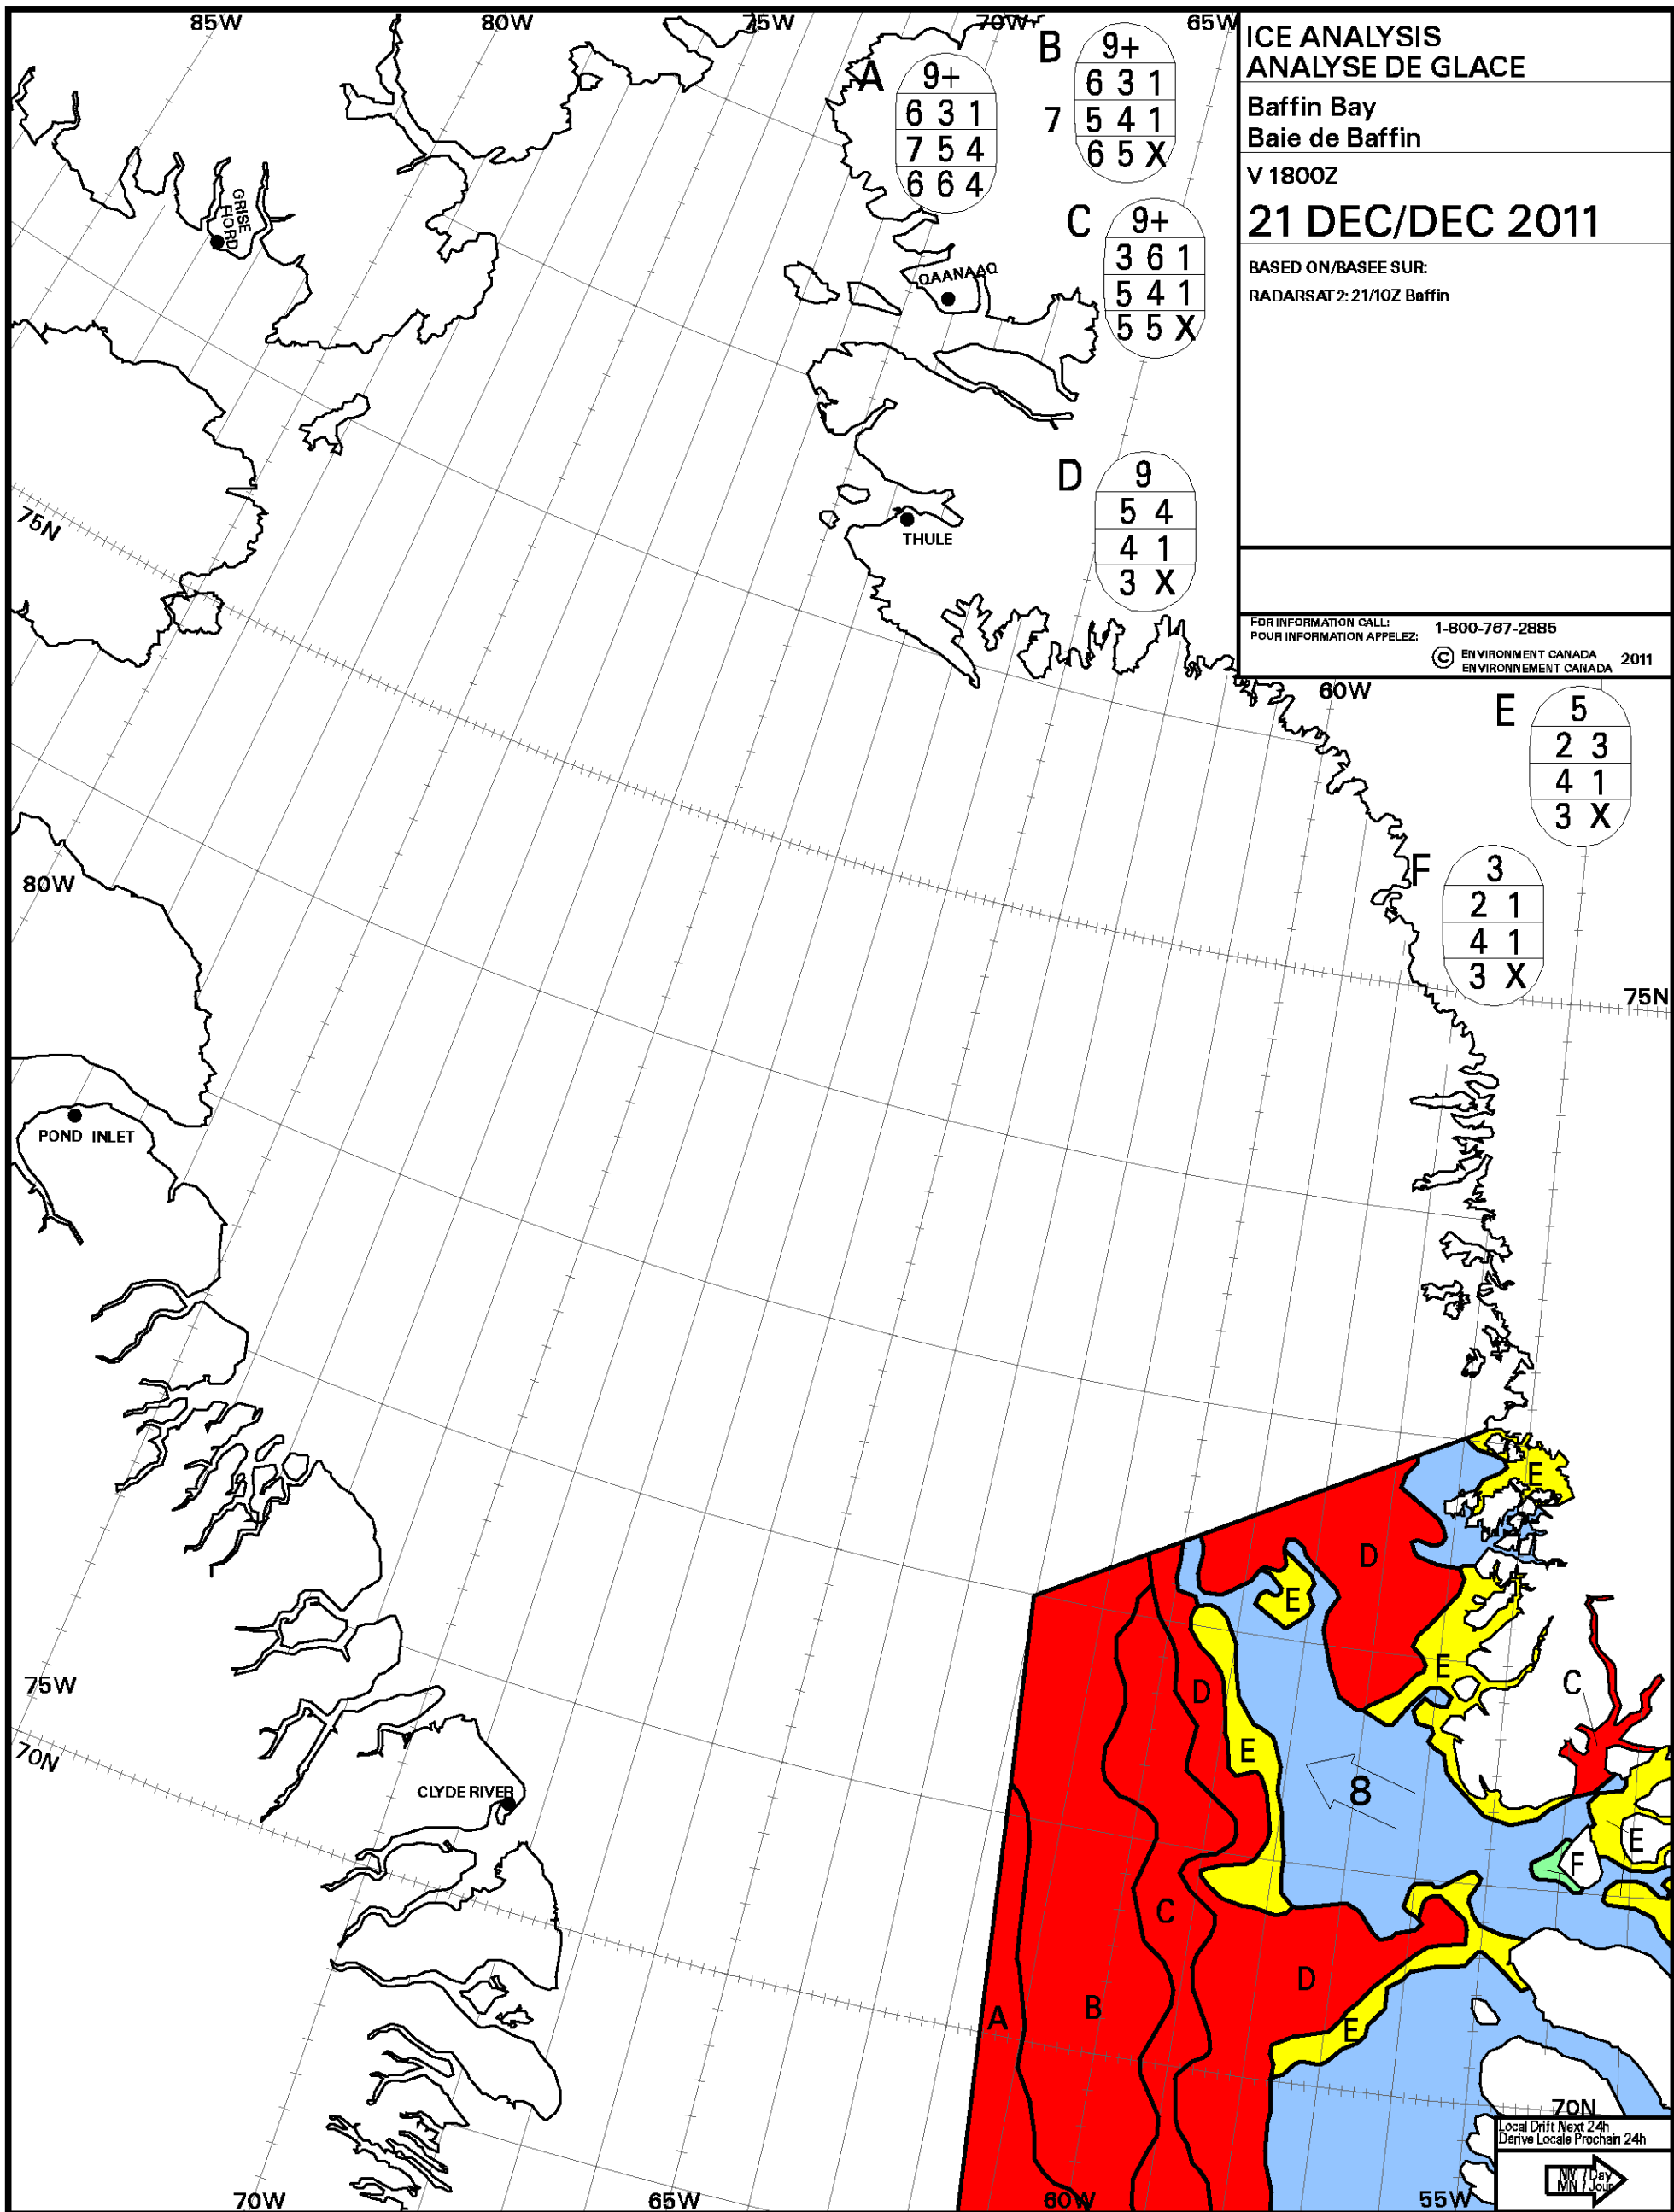 85W 80W 75W 70W 65W
ICE ANALYSIS
ANALYSE DE GLACE
Baffin Bay
Baie de Baffin
V 1800Z
21 DEC/DEC 2011
BASED ON/BASEE SUR:
RADARSAT 2: 21/10Z Baffin
FOR INFORMATION CALL:
POUR INFORMATION APPELEZ:
1-800-767-2885
© ENVIRONMENT CANADA
ENVIRONNEMENT CANADA
2011
A
9+
6 3 1
7 5 4
6 6 4
B
9+
6 3 1
7 5 4 1
6 5 X
C
9+
3 6 1
5 4 1
5 5 X
D
9
5 4
4 1
3 X
E
5
2 3
4 1
3 X
F
3
2 1
4 1
3 X
GRISE
FIORD
QAANAAQ
THULE
75N
60W
80W
75N
POND INLET
E
D
E
E
C
D
75W
E
70N
CLYDE RIVER
8
E
F
C
D
B
A
E
70N
Local Drift Next 24h
Derive Locale Prochain 24h
NM / Day
MN / Jour
70W 65W 60W 55W